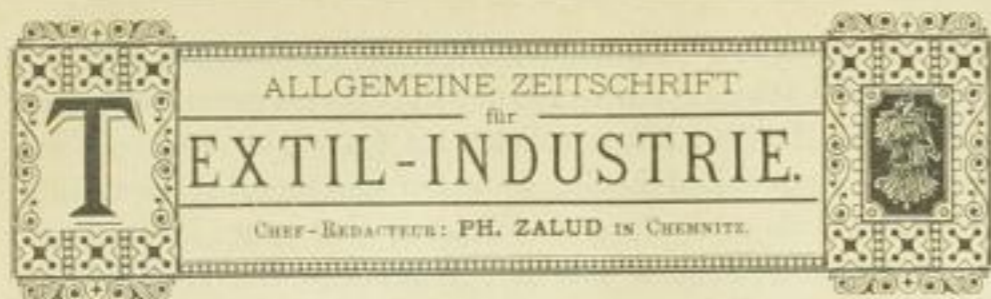 ALLGEMEINE ZEITSCHRIFT
für
TEXTIL-INDUSTRIE.
CHEF-REDACTEUR: PH. ZALUD IN CHEMNITZ.